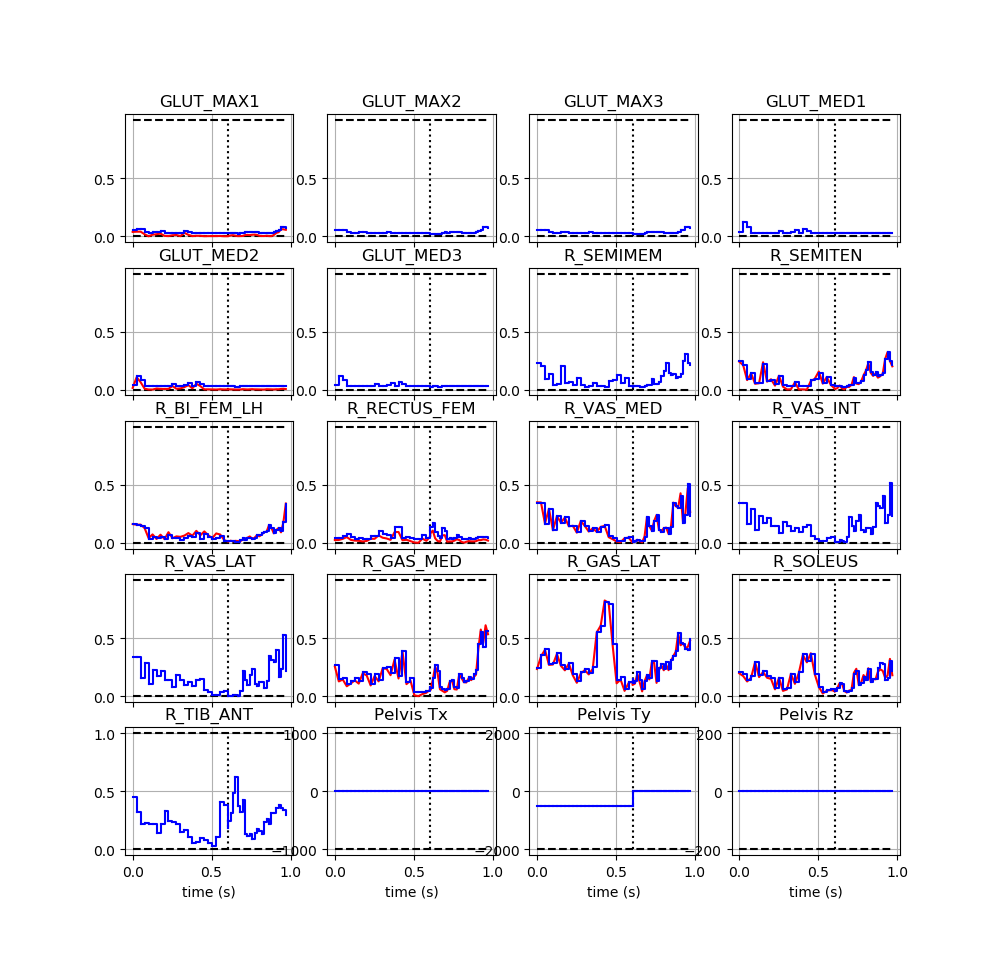 GLUT_MAX1 GLUT_MAX2 GLUT_MAX3 GLUT_MED1
0.5 0.5 0.5 0.5
0.0 0.0 0.0 0.0
GLUT_MED2 GLUT_MED3 R_SEMIMEM R_SEMITEN
0.5 0.5 0.5 0.5
0.0 0.0 0.0 0.0
R_BI_FEM_LH R_RECTUS_FEM R_VAS_MED R_VAS_INT
0.5 0.5 0.5 0.5
0.0 0.0 0.0 0.0
R_VAS_LAT R_GAS_MED R_GAS_LAT R_SOLEUS
0.5 0.5 0.5 0.5
0.0 0.0 0.0 0.0
R_TIB_ANT Pelvis Tx Pelvis Ty Pelvis Rz
1.0 1000 2000 200
0.5 0 0 0
0.0 −1000 −2000 −200
0.0 0.5 1.0 0.0 0.5 1.0 0.0 0.5 1.0 0.0 0.5 1.0
time (s) time (s) time (s) time (s)